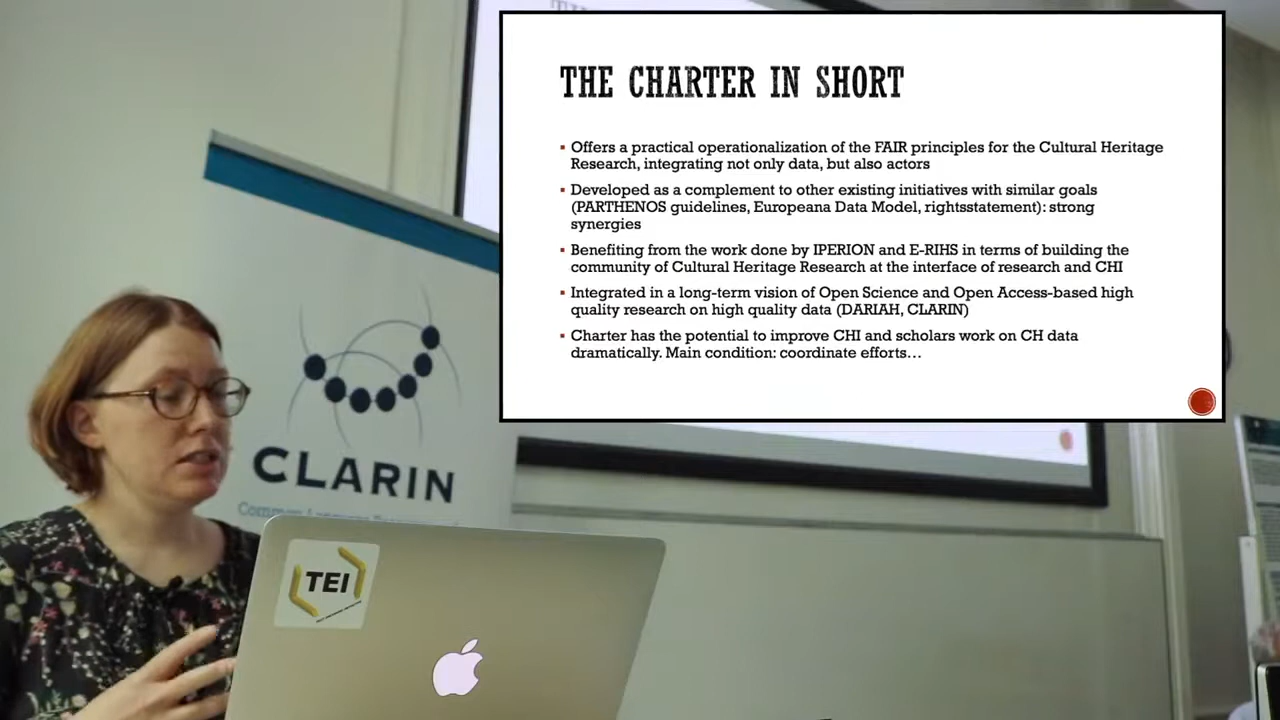 THE CHARTER IN SHORT
▪ Offers a practical operationalization of the FAIR principles for the Cultural Heritage
Research, integrating not only data, but also actors
▪ Developed as a complement to other existing initiatives with similar goals
(PARTHENOS guidelines, Europeana Data Model, rightsstatement): strong
synergies
▪ Benefiting from the work done by IPERION and E-RIHS in terms of building the
community of Cultural Heritage Research at the interface of research and CHI
▪ Integrated in a long-term vision of Open Science and Open Access-based high
quality research on high quality data (DARIAH, CLARIN)
▪ Charter has the potential to improve CHI and scholars work on CH data
dramatically. Main condition: coordinate efforts…
CLARIN
Common Language
TEI